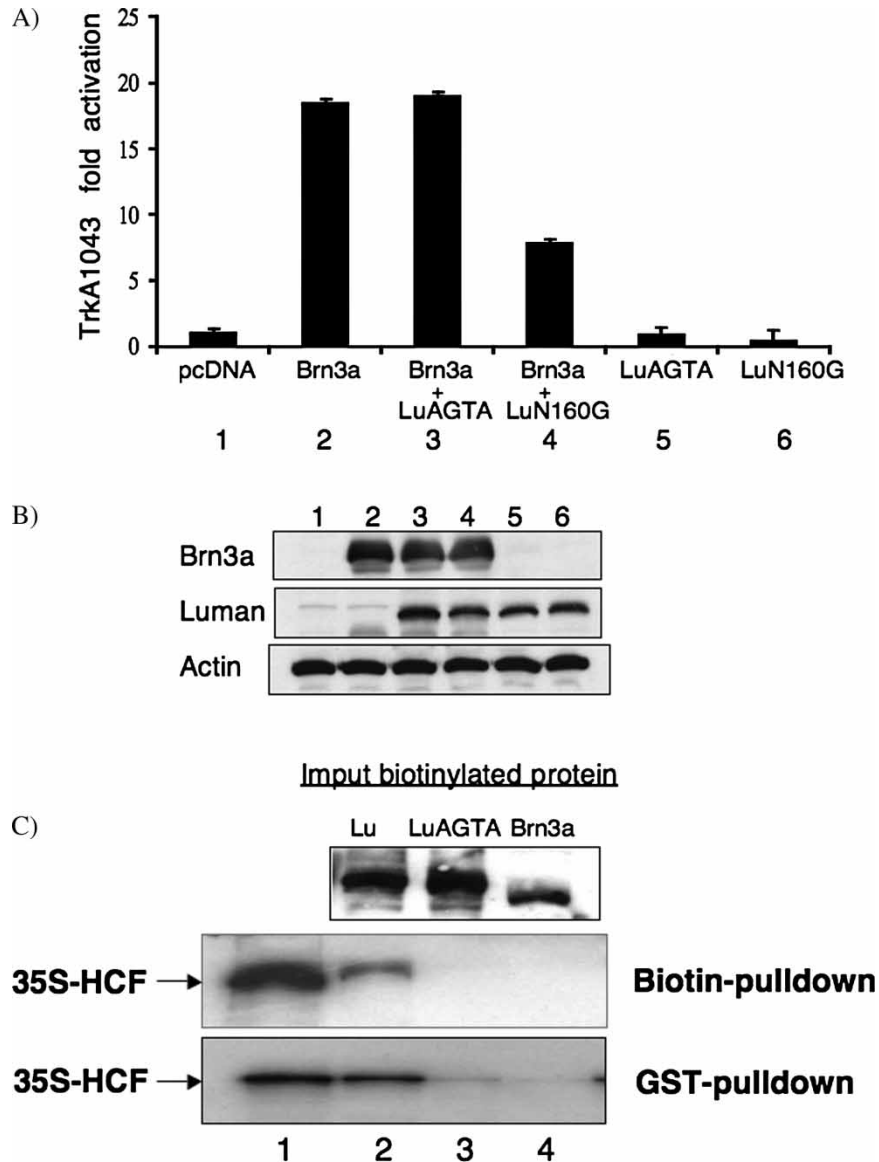 A)
TrkA1043 fold activation
25
20
15
10
5
0
pcDNA Brn3a Brn3a + LuAGTA Brn3a + LuN160G LuAGTA LuN160G
1 2 3 4 5 6
B)
1 2 3 4 5 6
Brn3a
Luman
Actin
Imput biotinylated protein
C)
Lu LuAGTA Brn3a
35S-HCF Biotin-pulldown
35S-HCF GST-pulldown
1 2 3 4